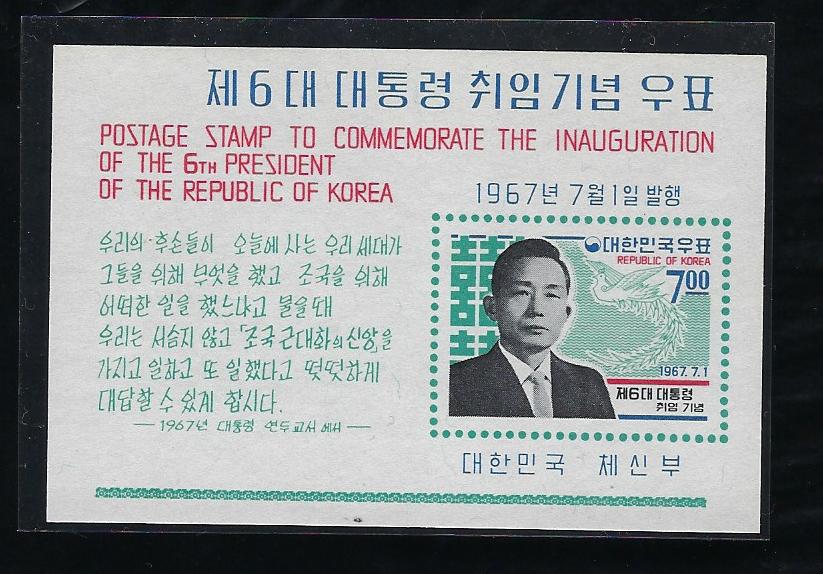 제6대 대통령 취임기념 우표
POSTAGE STAMP TO COMMEMORATE THE INAUGURATION
OF THE 6TH PRESIDENT
OF THE REPUBLIC OF KOREA
1967년 7월 1일 발행
우리의 후손들이 오늘에 사는 우리 세대가
그들을 위해 무엇을 했고 조국을 위해
어떠한 일을 했느냐고 물을 때
우리는 서슴지 않고 「조국 근대화의 신앙」을
가지고 일하고 또 일했다고 떳떳하게
대답할 수 있게 합시다.
— 1967년 대통령 연두교서에서 —
대한민국우표
REPUBLIC OF KOREA
7.00
1967.7.1
제6대 대통령
취임 기념
대한민국 체신부